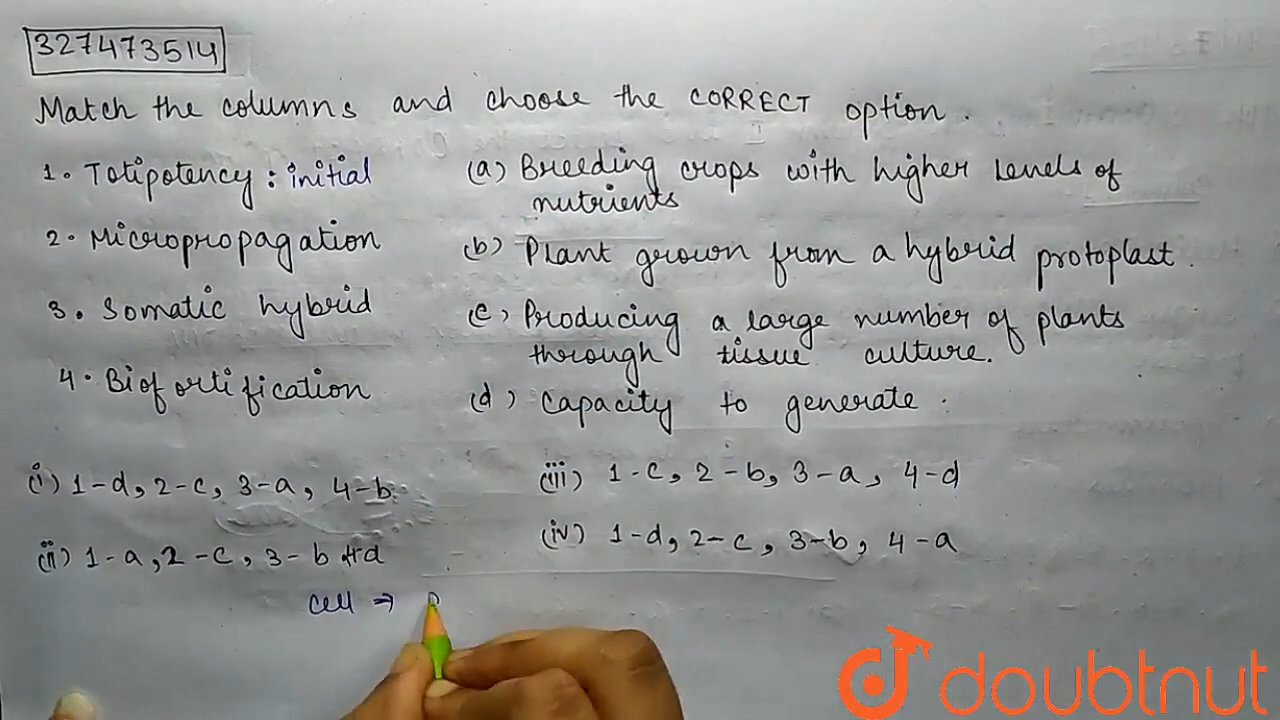 327473514
Match the columns and choose the CORRECT option.
1. Totipotency : initial
(a) Breeding crops with higher levels of
nutrients
2. Micropropagation
(b) Plant grown from a hybrid protoplast.
3. Somatic hybrid
(c) Producing a large number of plants
through tissue culture.
4. Biofortification
(d) Capacity to generate.
(i) 1-d, 2-c, 3-a, 4-b
(iii) 1-c, 2-b, 3-a, 4-d
(ii) 1-a, 2-c, 3-b 4-d
(iv) 1-d, 2-c, 3-b, 4-a
cell ⇒
doubtnut